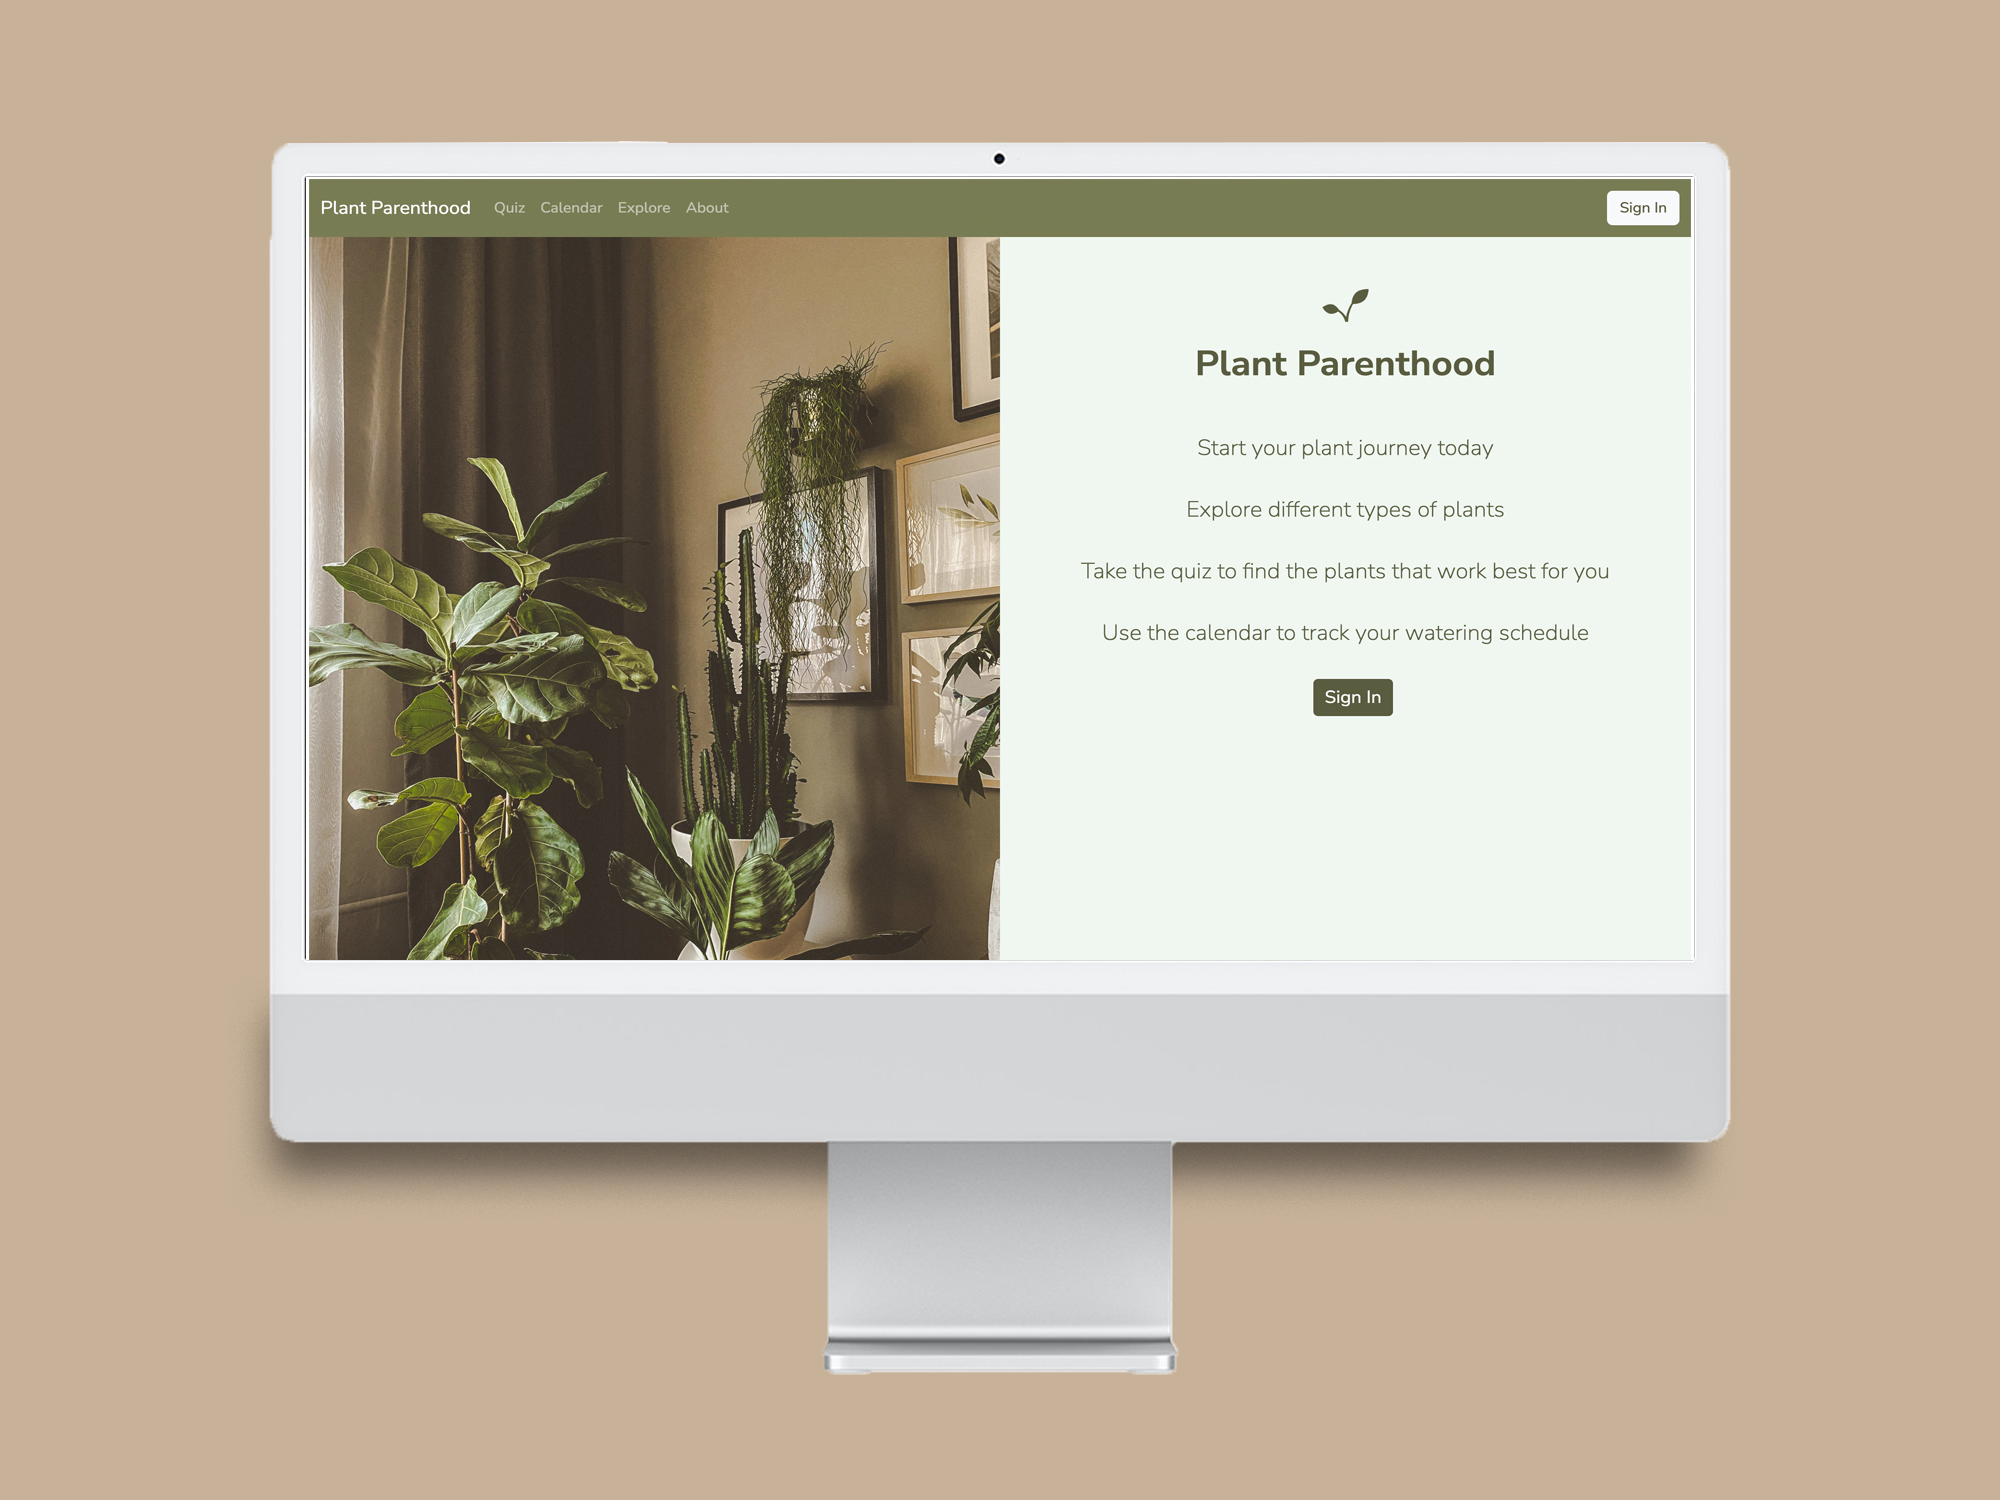 Plant Parenthood Quiz Calendar Explore About Sign In
Plant Parenthood
Start your plant journey today
Explore different types of plants
Take the quiz to find the plants that work best for you
Use the calendar to track your watering schedule
Sign In